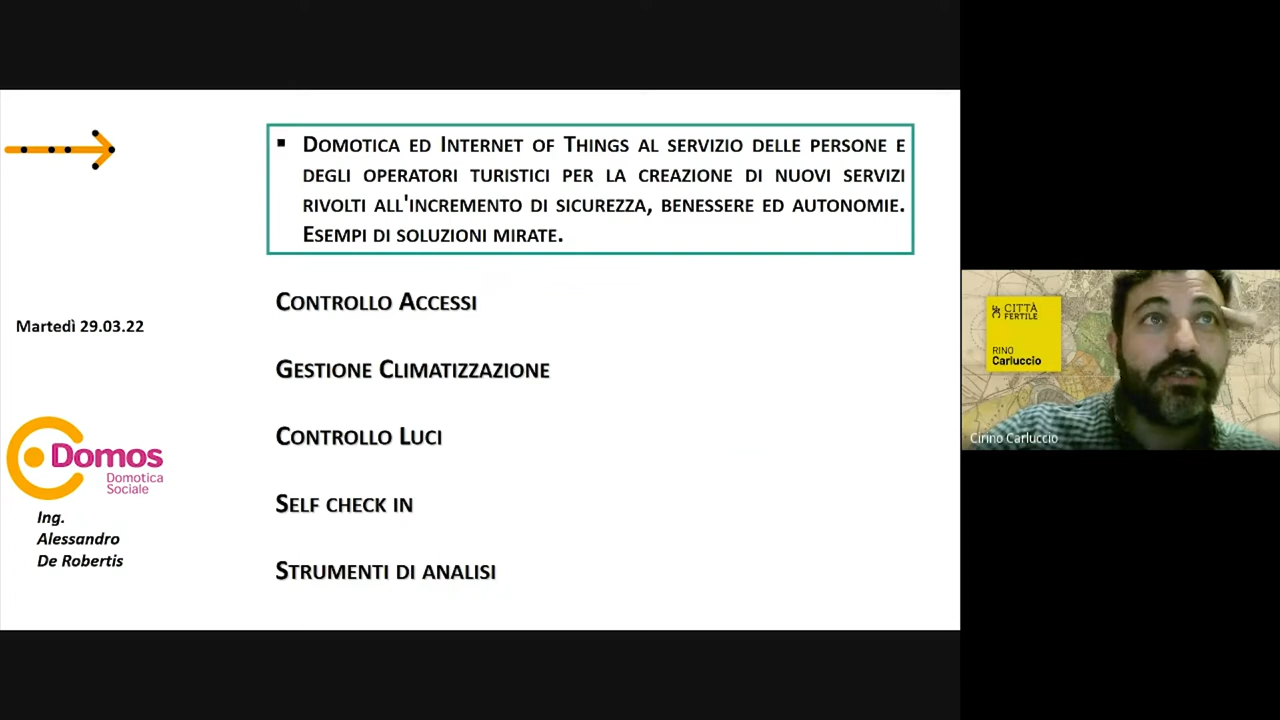 ▪ Domotica ed Internet of Things al servizio delle persone e
degli operatori turistici per la creazione di nuovi servizi
rivolti all'incremento di sicurezza, benessere ed autonomie.
Esempi di soluzioni mirate.
Controllo Accessi
Martedì 29.03.22
Gestione Climatizzazione
Controllo Luci
Self check in
Strumenti di analisi
Domos
Domotica
Sociale
Ing.
Alessandro
De Robertis
CITTÀ
FERTILE
RINO
Carluccio
Cirino Carluccio